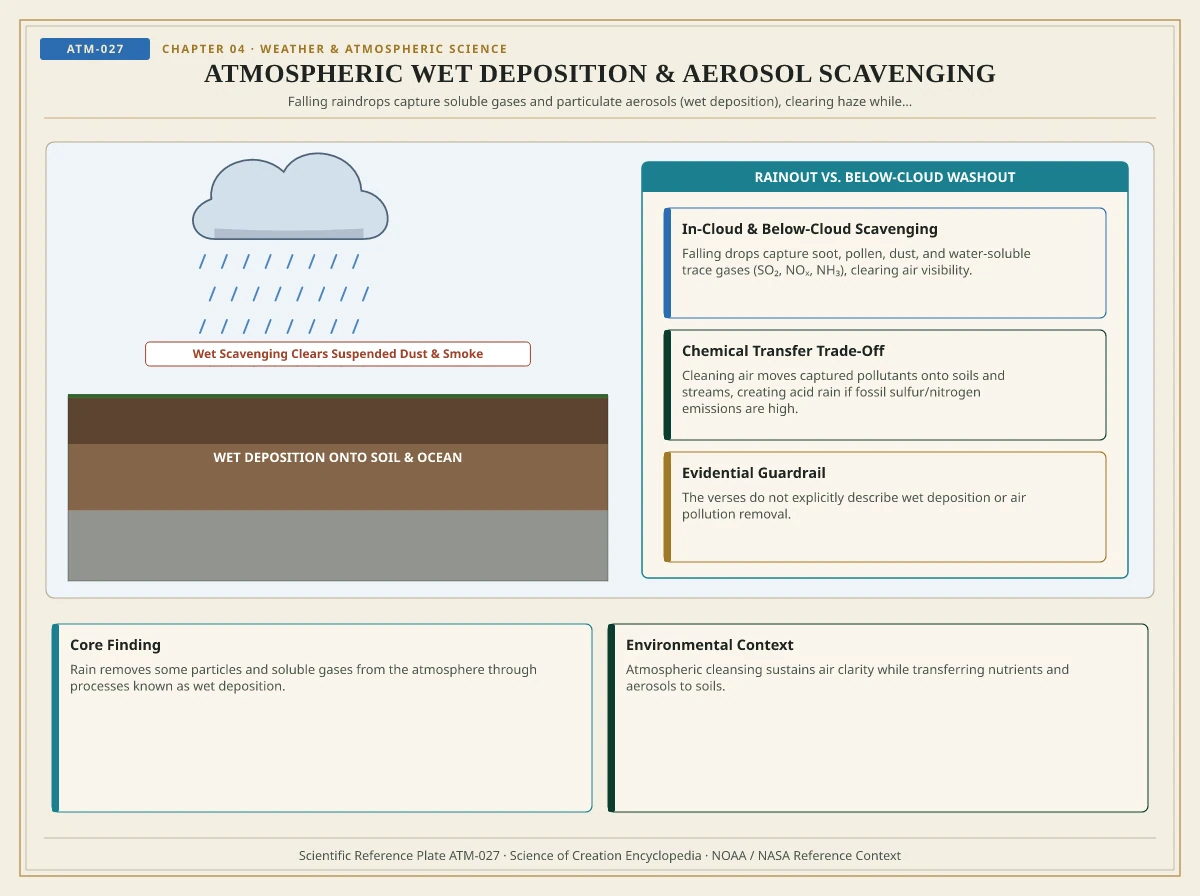 ATM-027
CHAPTER 04 · WEATHER & ATMOSPHERIC SCIENCE
ATMOSPHERIC WET DEPOSITION & AEROSOL SCAVENGING
Falling raindrops capture soluble gases and particulate aerosols (wet deposition), clearing haze while...
Wet Scavenging Clears Suspended Dust & Smoke
WET DEPOSITION ONTO SOIL & OCEAN
RAINOUT VS. BELOW-CLOUD WASHOUT
In-Cloud & Below-Cloud Scavenging
Falling drops capture soot, pollen, dust, and water-soluble
trace gases (SO₂, NOₓ, NH₃), clearing air visibility.
Chemical Transfer Trade-Off
Cleaning air moves captured pollutants onto soils and
streams, creating acid rain if fossil sulfur/nitrogen
emissions are high.
Evidential Guardrail
The verses do not explicitly describe wet deposition or air
pollution removal.
Core Finding
Rain removes some particles and soluble gases from the atmosphere through
processes known as wet deposition.
Environmental Context
Atmospheric cleansing sustains air clarity while transferring nutrients and
aerosols to soils.
Scientific Reference Plate ATM-027 · Science of Creation Encyclopedia · NOAA / NASA Reference Context